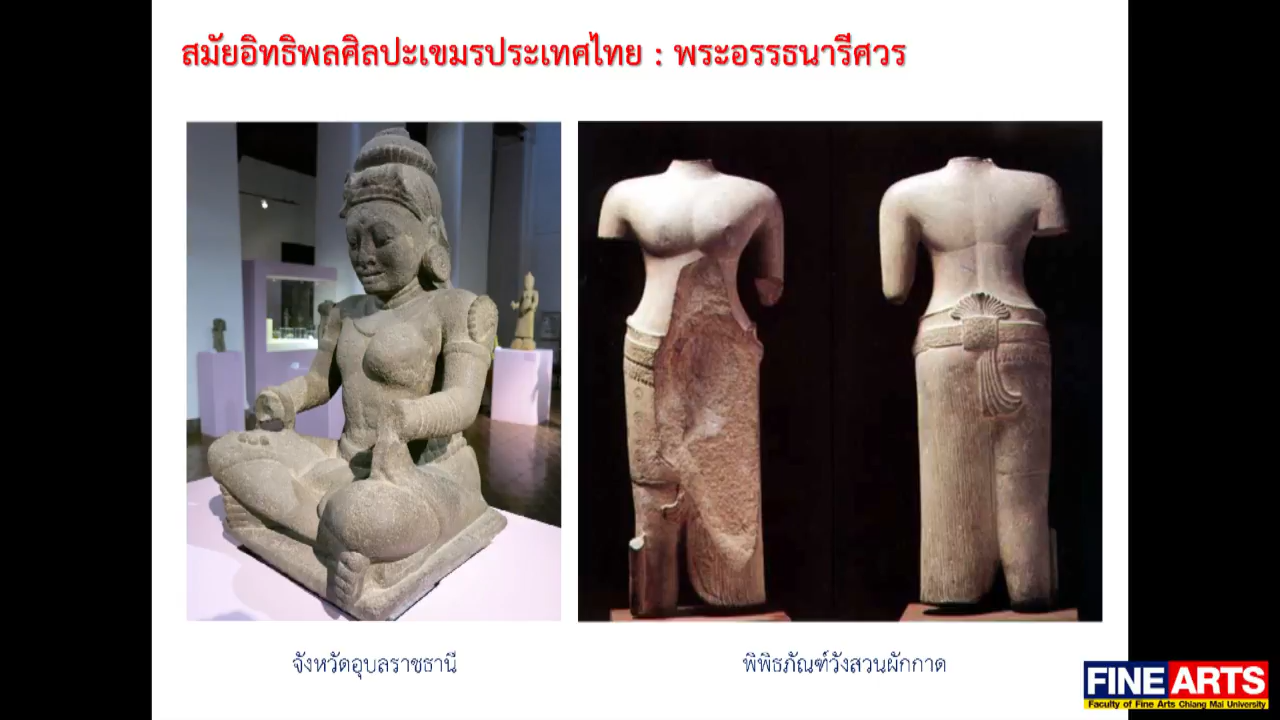 สมัยอิทธิพลศิลปะเขมรประเทศไทย : พระอรรธนารีศวร
จังหวัดอุบลราชธานี
พิพิธภัณฑ์วังสวนผักกาด
FINE ARTS
Faculty of Fine Arts Chiang Mai University